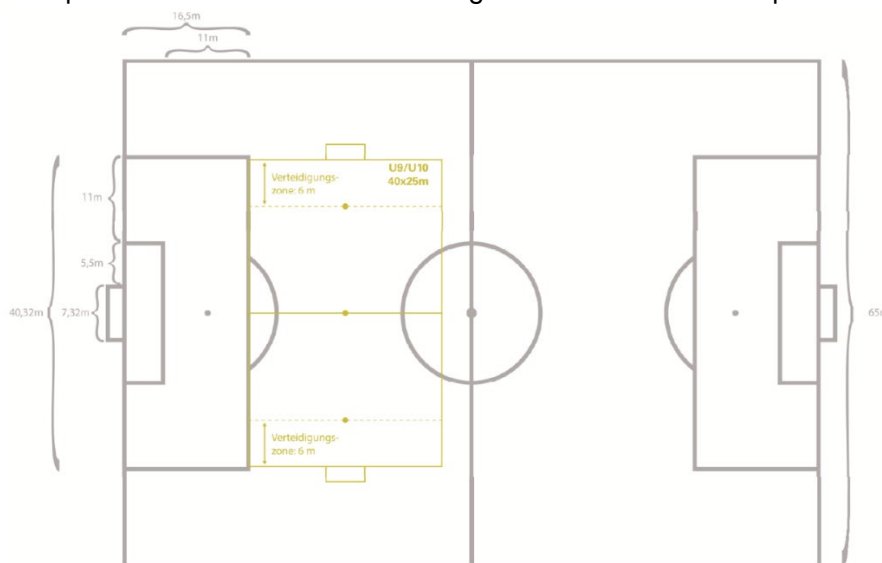 16,5m
11m
U9/U10
40x25m
Verteidigungs-
zone: 6 m
11m
5,5m
40,32m
7,32m
Verteidigungs-
zone: 6 m